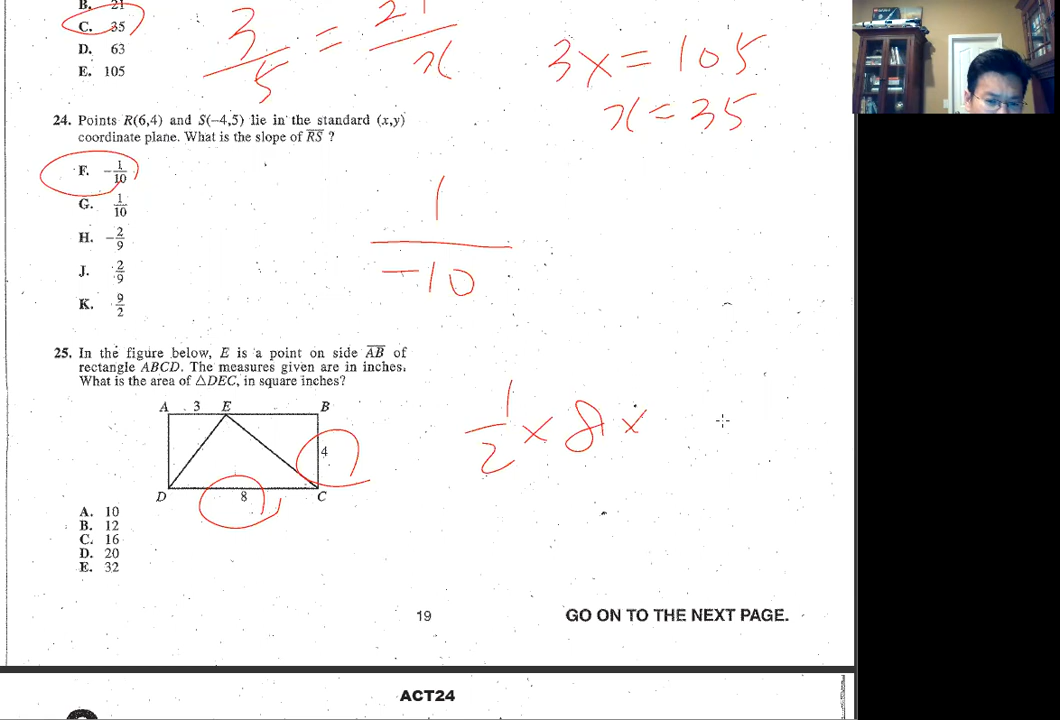 B. 21
C. 35
D. 63
E. 105
3/5 = 21/x
3x = 105
x = 35
24. Points R(6,4) and S(−4,5) lie in the standard (x,y)
coordinate plane. What is the slope of RS ?
F. −1/10
G. 1/10
H. −2/9
J. 2/9
K. 9/2
1/−10
25. In the figure below, E is a point on side AB of
rectangle ABCD. The measures given are in inches.
What is the area of △DEC, in square inches?
A 3 E B
4
D 8 C
1/2 × 8 ×
A. 10
B. 12
C. 16
D. 20
E. 32
19 GO ON TO THE NEXT PAGE.
ACT24